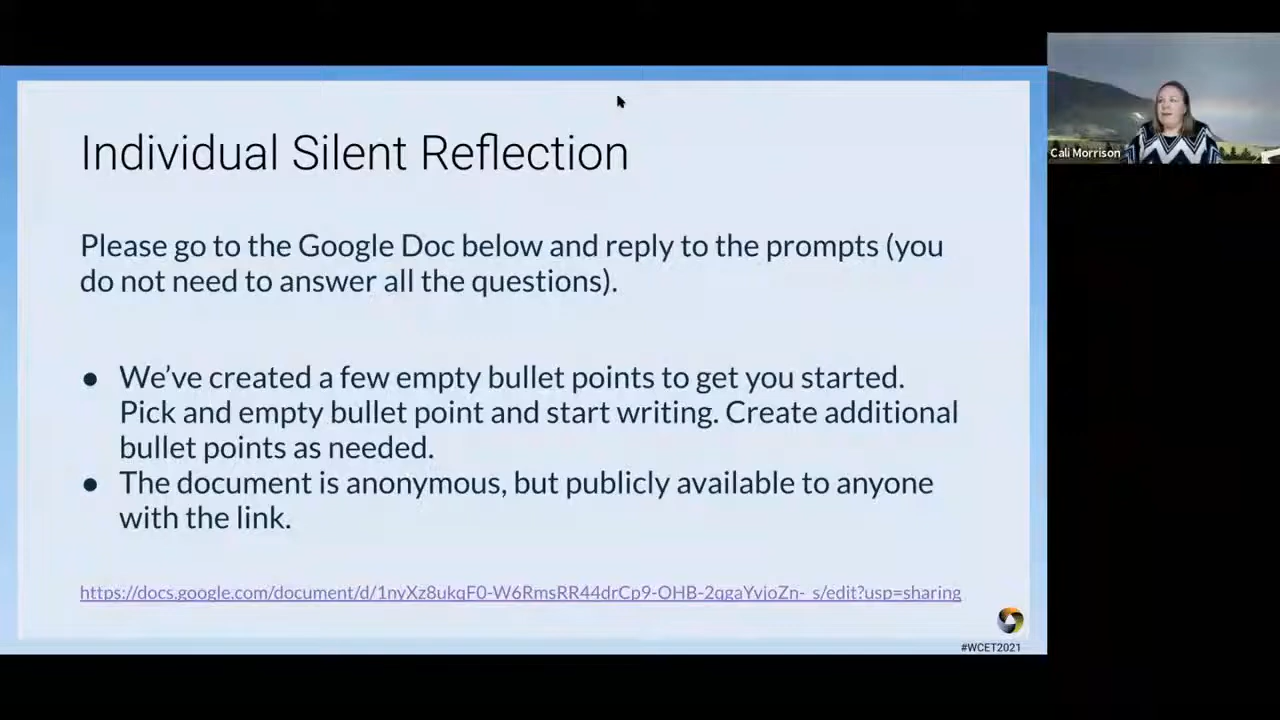 Individual Silent Reflection
Please go to the Google Doc below and reply to the prompts (you
do not need to answer all the questions).
● We've created a few empty bullet points to get you started.
Pick and empty bullet point and start writing. Create additional
bullet points as needed.
● The document is anonymous, but publicly available to anyone
with the link.
https://docs.google.com/document/d/1nyXz8ukqF0-W6RmsRR44drCp9-OHB-2qgaYvjoZn-_s/edit?usp=sharing
#WCET2021
Cali Morrison